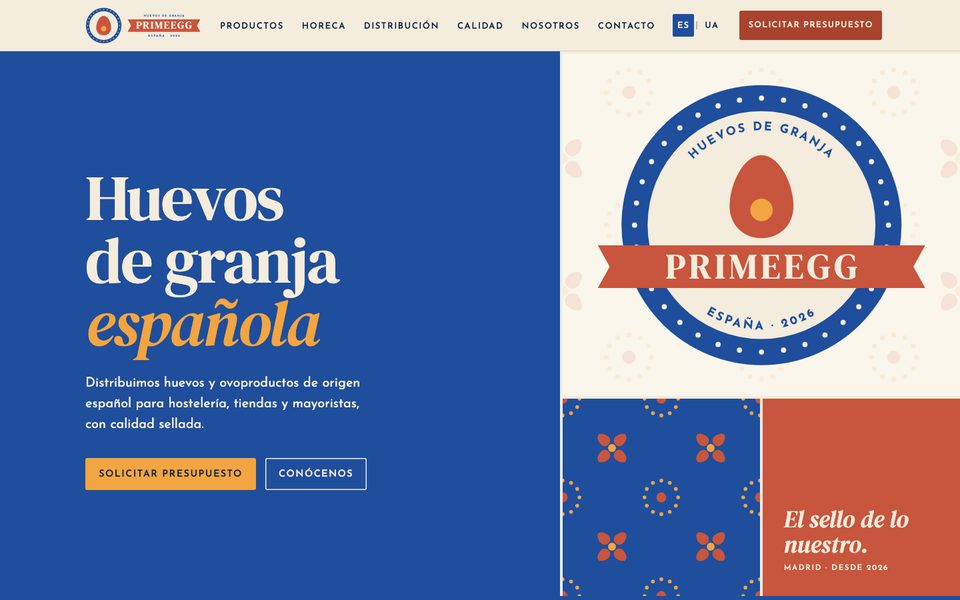 HUEVOS DE GRANJA
PRIMEEGG
ESPAÑA · 2026
PRODUCTOS HORECA DISTRIBUCIÓN CALIDAD NOSOTROS CONTACTO ES | UA SOLICITAR PRESUPUESTO
Huevos
de granja
española
Distribuimos huevos y ovoproductos de origen
español para hostelería, tiendas y mayoristas,
con calidad sellada.
SOLICITAR PRESUPUESTO CONÓCENOS
HUEVOS DE GRANJA
PRIMEEGG
ESPAÑA · 2026
El sello de lo
nuestro.
MADRID · DESDE 2026